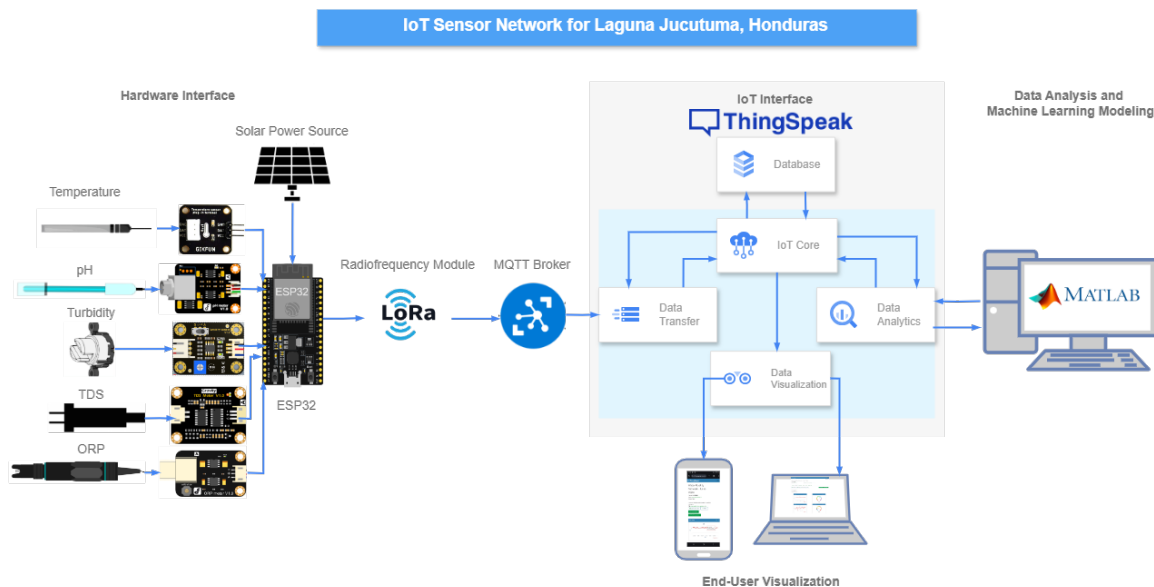 IoT Sensor Network for Laguna Jucutuma, Honduras
Hardware Interface
Solar Power Source
Temperature
pH
Turbidity
TDS
ORP
ESP32
ESP32
Radiofrequency Module
LoRa
MQTT Broker
IoT Interface
ThingSpeak
Database
IoT Core
Data
Transfer
Data
Analytics
Data
Visualization
Data Analysis and
Machine Learning Modeling
MATLAB
End-User Visualization